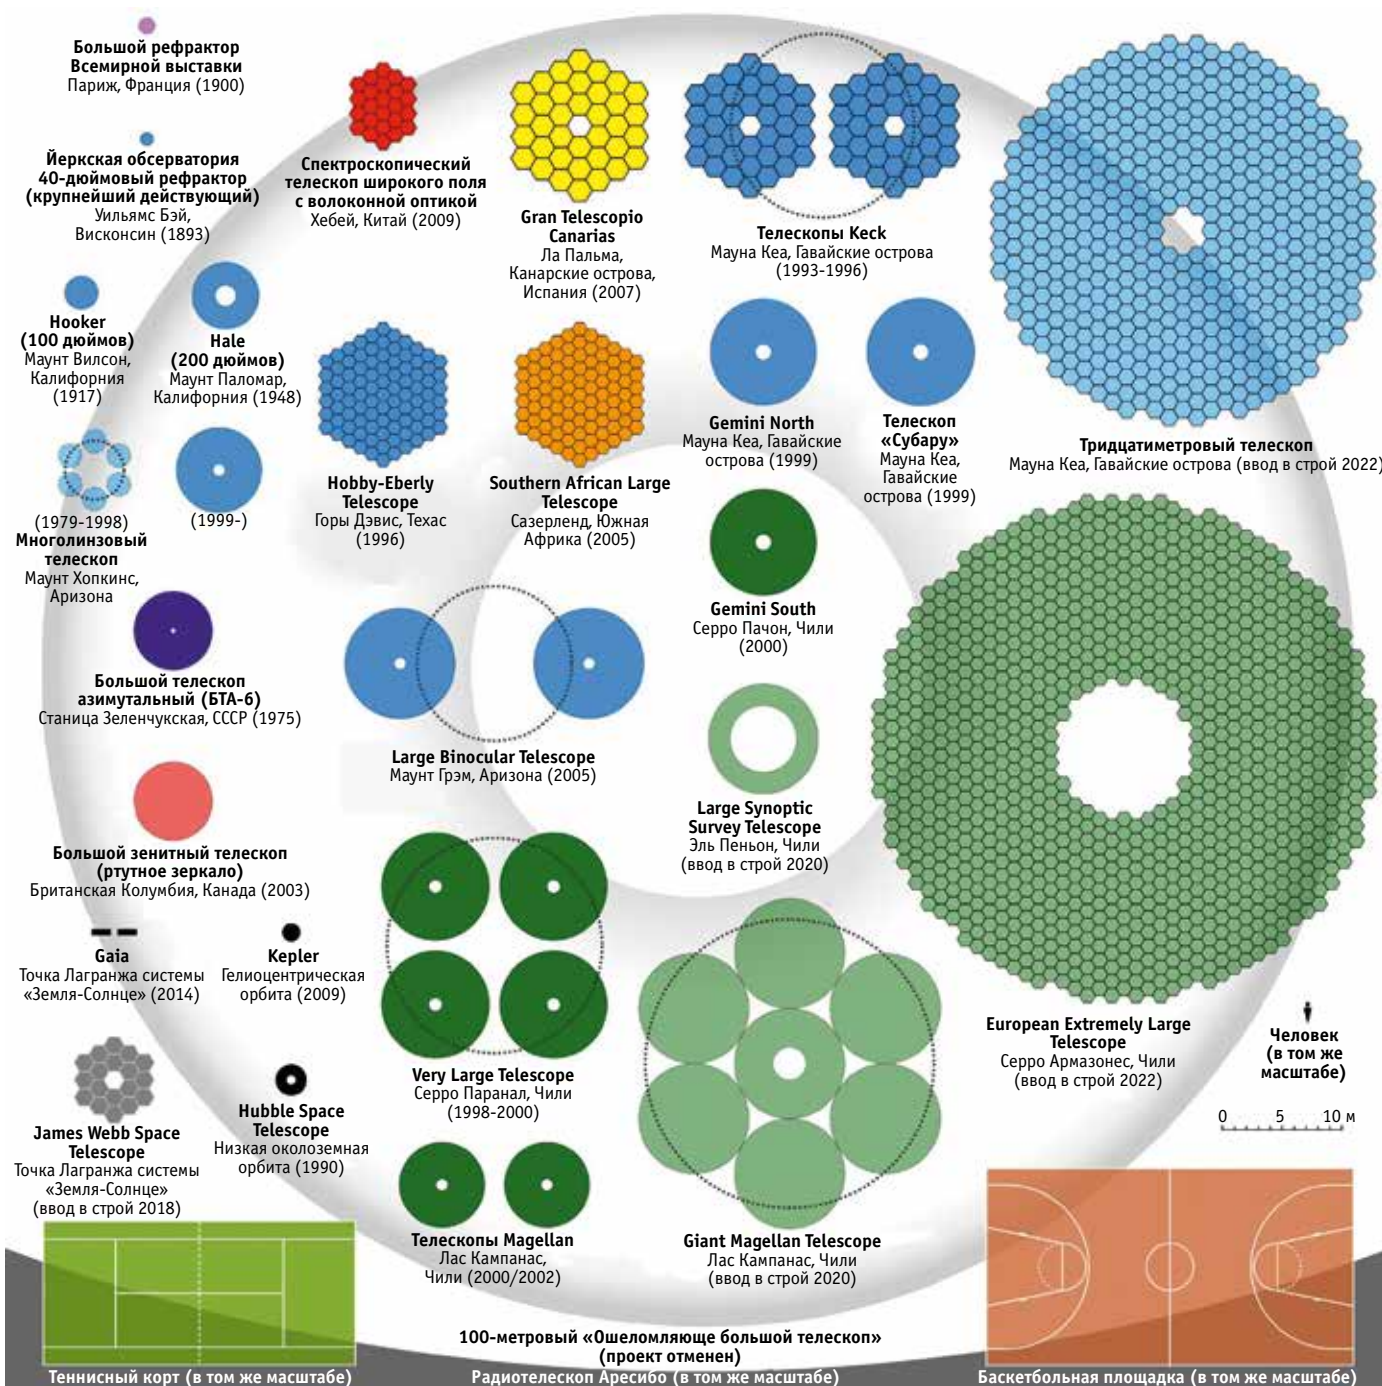 Большой рефрактор
Всемирной выставки
Париж, Франция (1900)
Йеркская обсерватория
40-дюймовый рефрактор
(крупнейший действующий)
Уильямс Бэй,
Висконсин (1893)
Спектроскопический
телескоп широкого поля
с волоконной оптикой
Хебей, Китай (2009)
Gran Telescopio
Canarias
Ла Пальма,
Канарские острова,
Испания (2007)
Телескопы Keck
Мауна Кеа, Гавайские острова
(1993-1996)
Тридцатиметровый телескоп
Мауна Кеа, Гавайские острова (ввод в строй 2022)
Hooker
(100 дюймов)
Маунт Вилсон,
Калифорния
(1917)
Hale
(200 дюймов)
Маунт Паломар,
Калифорния (1948)
Hobby-Eberly
Telescope
Горы Дэвис, Техас
(1996)
Southern African Large
Telescope
Сазерленд, Южная
Африка (2005)
Gemini North
Мауна Кеа, Гавайские
острова (1999)
Телескоп
«Субару»
Мауна Кеа,
Гавайские
острова (1999)
(1979-1998)
Многолинзовый
телескоп
Маунт Хопкинс,
Аризона
(1999-)
Gemini South
Серро Пачон, Чили
(2000)
Большой телескоп
азимутальный (БТА-6)
Станица Зеленчукская, СССР (1975)
Large Binocular Telescope
Маунт Грэм, Аризона (2005)
Large Synoptic
Survey Telescope
Эль Пеньон, Чили
(ввод в строй 2020)
Большой зенитный телескоп
(ртутное зеркало)
Британская Колумбия, Канада (2003)
Gaia
Точка Лагранжа системы
«Земля-Солнце» (2014)
Kepler
Гелиоцентрическая
орбита (2009)
Very Large Telescope
Серро Паранал, Чили
(1998-2000)
European Extremely Large
Telescope
Серро Армазонес, Чили
(ввод в строй 2022)
Человек
(в том же
масштабе)
0 5 10 м
James Webb Space
Telescope
Точка Лагранжа системы
«Земля-Солнце»
(ввод в строй 2018)
Hubble Space
Telescope
Низкая околоземная
орбита (1990)
Телескопы Magellan
Лас Кампанас,
Чили (2000/2002)
Giant Magellan Telescope
Лас Кампанас, Чили
(ввод в строй 2020)
100-метровый «Ошеломляюще большой телескоп»
(проект отменен)
Теннисный корт (в том же масштабе)
Радиотелескоп Аресибо (в том же масштабе)
Баскетбольная площадка (в том же масштабе)